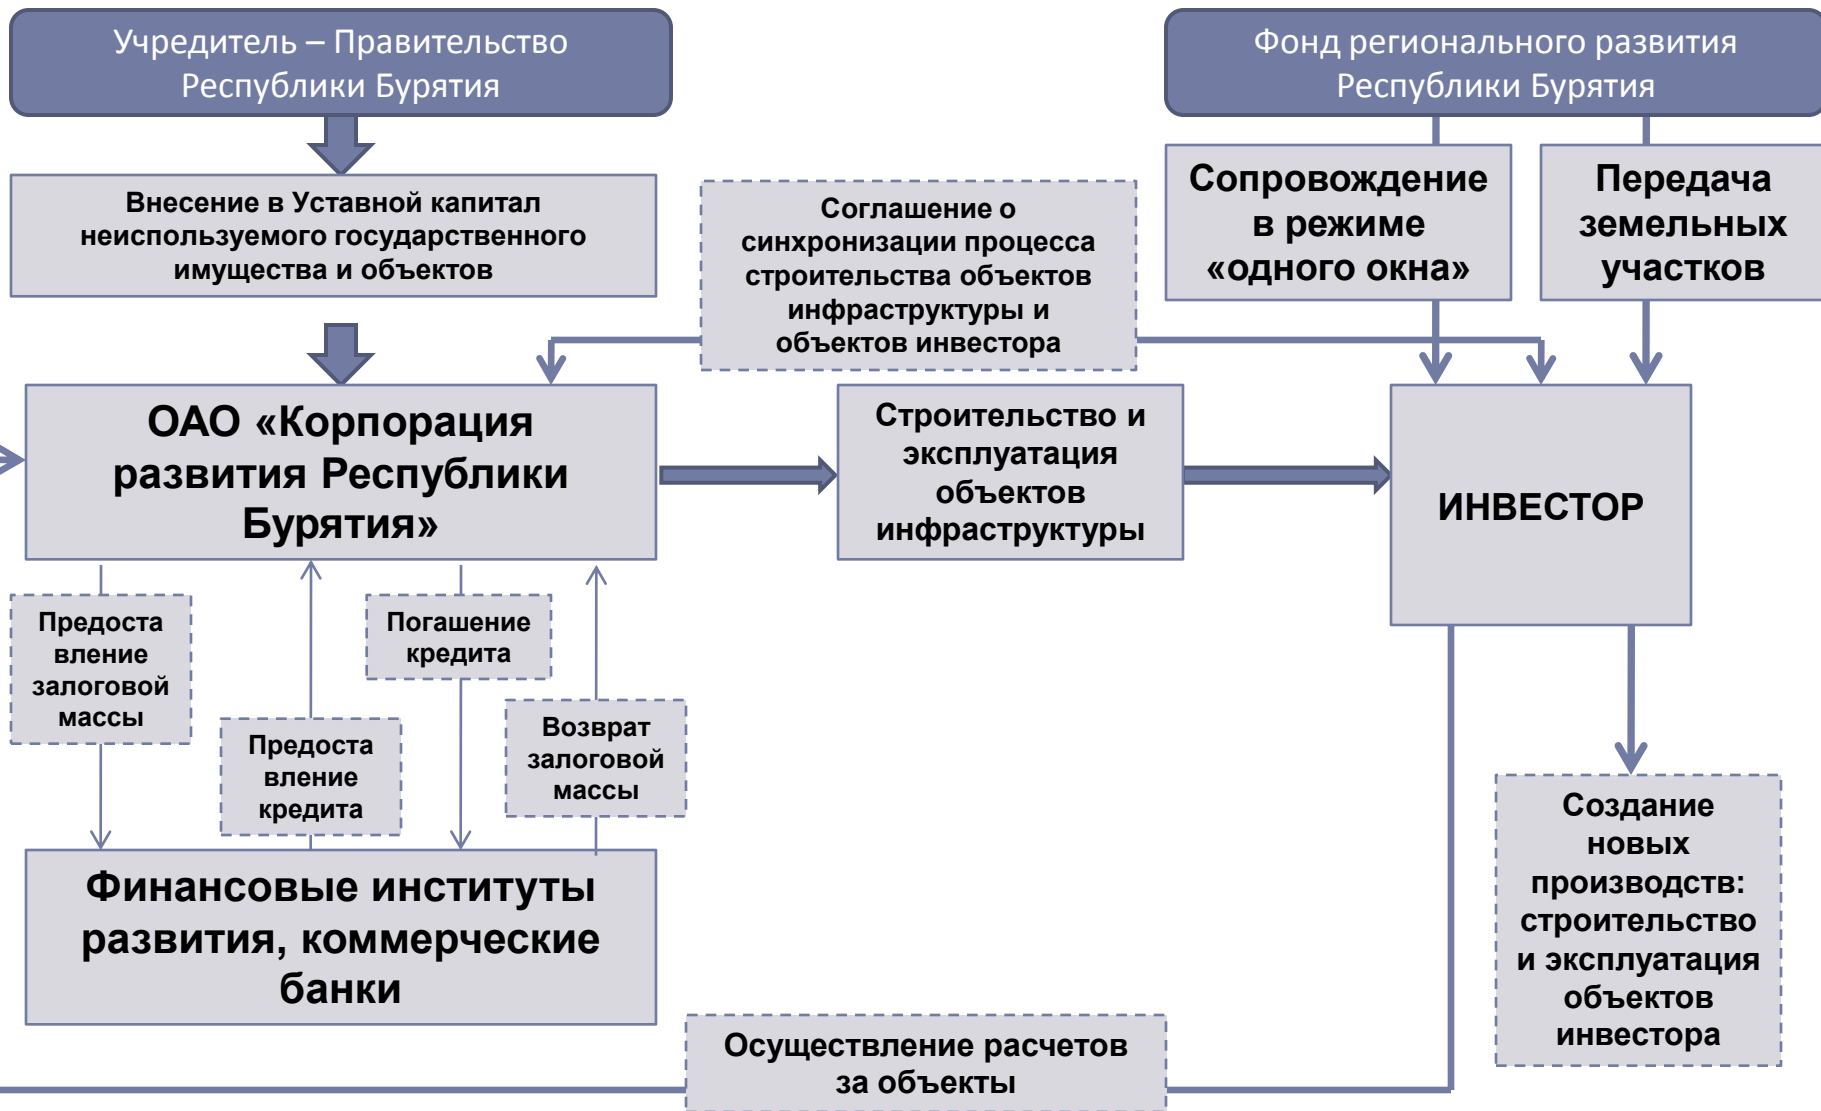 Учредитель – Правительство
Республики Бурятия
Фонд регионального развития
Республики Бурятия
Внесение в Уставной капитал
неиспользуемого государственного
имущества и объектов
Соглашение о
синхронизации процесса
строительства объектов
инфраструктуры и
объектов инвестора
Сопровождение
в режиме
«одного окна»
Передача
земельных
участков
ОАО «Корпорация
развития Республики
Бурятия»
Строительство и
эксплуатация
объектов
инфраструктуры
ИНВЕСТОР
Предоста
вление
залоговой
массы
Предоста
вление
кредита
Погашение
кредита
Возврат
залоговой
массы
Финансовые институты
развития, коммерческие
банки
Создание
новых
производств:
строительство
и эксплуатация
объектов
инвестора
Осуществление расчетов
за объекты